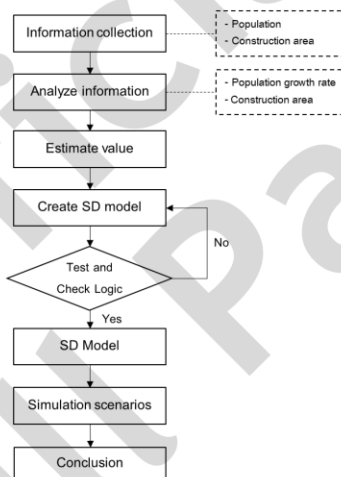 Information collection
- Population
- Construction area
Analyze information
- Population growth rate
- Construction area
Estimate value
Create SD model
No
Test and
Check Logic
Yes
SD Model
Simulation scenarios
Conclusion